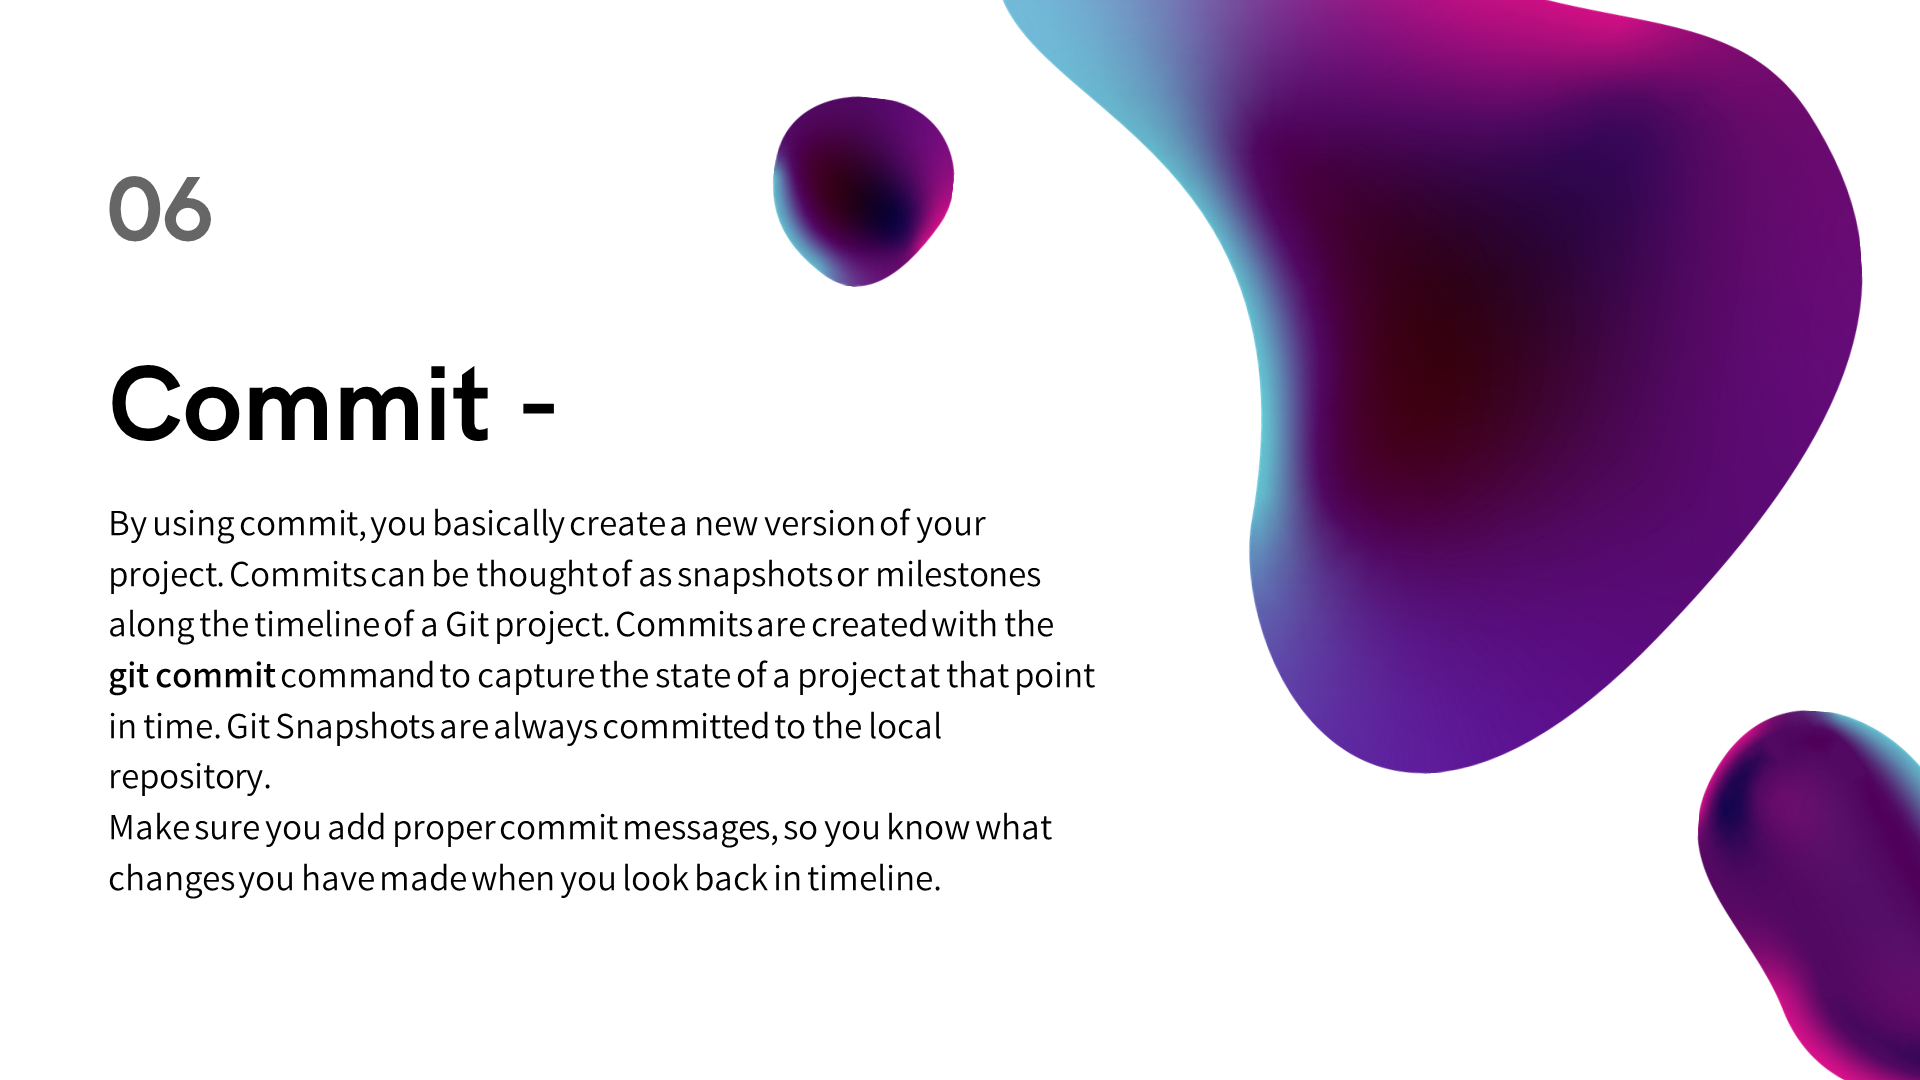 06
Commit -
By using commit, you basically create a new version of your
project. Commits can be thought of as snapshots or milestones
along the timeline of a Git project. Commits are created with the
git commit command to capture the state of a project at that point
in time. Git Snapshots are always committed to the local
repository.
Make sure you add proper commit messages, so you know what
changes you have made when you look back in timeline.